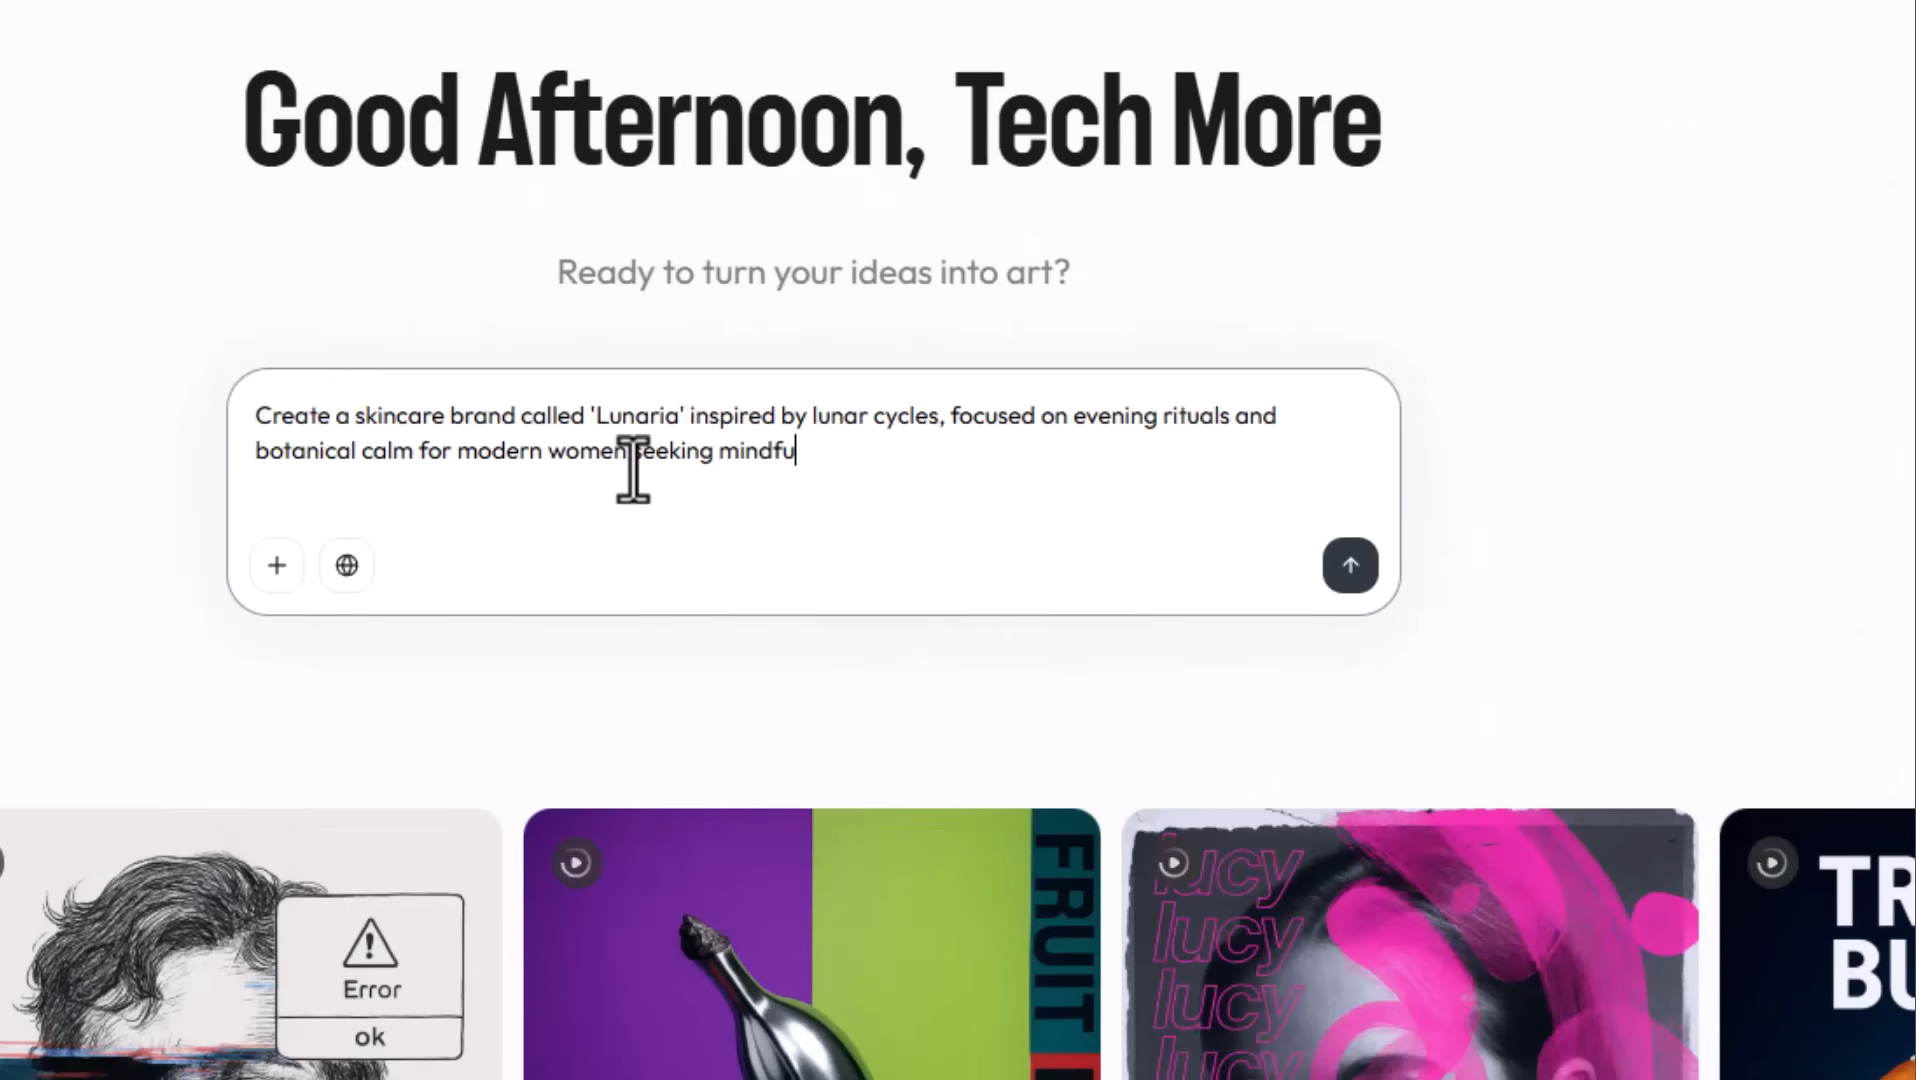 Good Afternoon, Tech More
Ready to turn your ideas into art?
Create a skincare brand called 'Lunaria' inspired by lunar cycles, focused on evening rituals and
botanical calm for modern women seeking mindfu
Error
ok
FRUIT
lucy
lucy
lucy
lucy
TR
BU